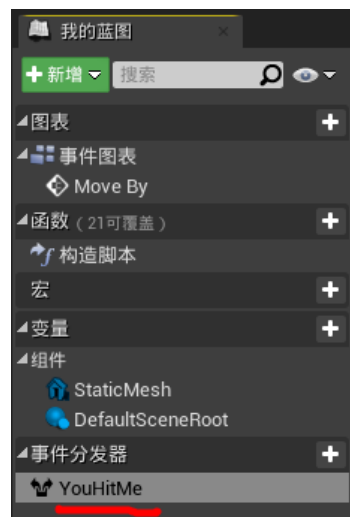 我的蓝图
新增 搜索
图表
事件图表
Move By
函数（21可覆盖）
构造脚本
宏
变量
组件
StaticMesh
DefaultSceneRoot
事件分发器
YouHitMe